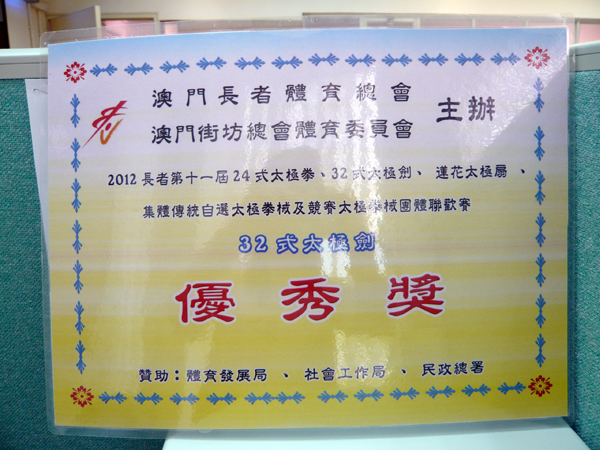 澳門長者體育總會
澳門街坊總會體育委員會
主辦
2012長者第十一屆24式太極拳、32式太極劍、蓮花太極扇、
集體傳統自選太極拳械及競賽太極拳械團體聯歡賽
32式太極劍
優秀獎
贊助：體育發展局、社會工作局、民政總署